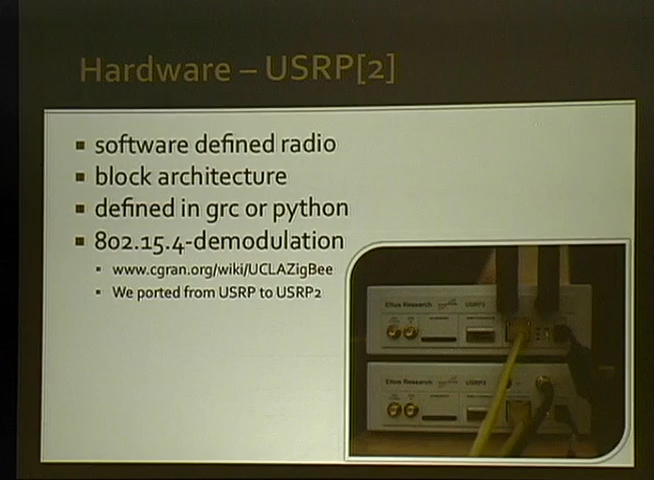 Hardware – USRP[2]
software defined radio
block architecture
defined in grc or python
802.15.4-demodulation
www.cgran.org/wiki/UCLAZigBee
We ported from USRP to USRP2
Ettus Research
USRP2
Ettus Research
USRP2